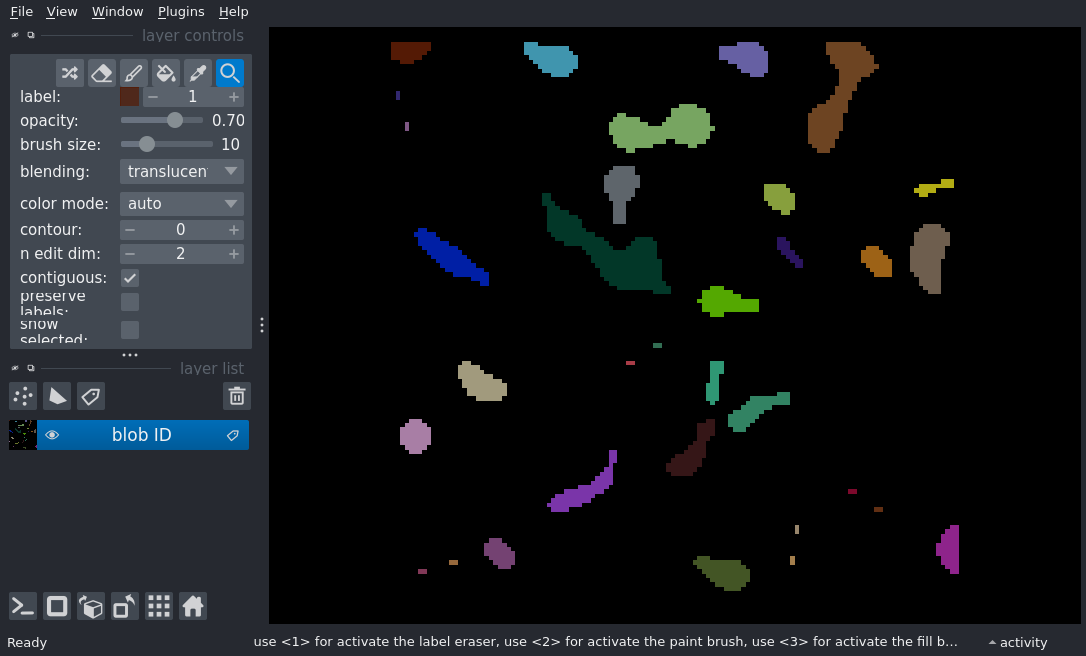 File View Window Plugins Help
layer controls
label: 1
opacity: 0.70
brush size: 10
blending: translucen
color mode: auto
contour: 0
n edit dim: 2
contiguous:
preserve
labels:
show
selected:
layer list
blob ID
Ready use <1> for activate the label eraser, use <2> for activate the paint brush, use <3> for activate the fill b... activity